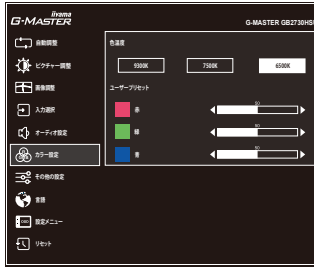 iiyama
G-MASTER
G-MASTER GB2730HSU
自動調整
ピクチャー調整
画像調整
入力選択
オーディオ設定
カラー設定
その他の設定
言語
OSD
設定メニュー
リセット
色温度
9300K
7500K
6500K
ユーザープリセット
赤
50
緑
50
青
50